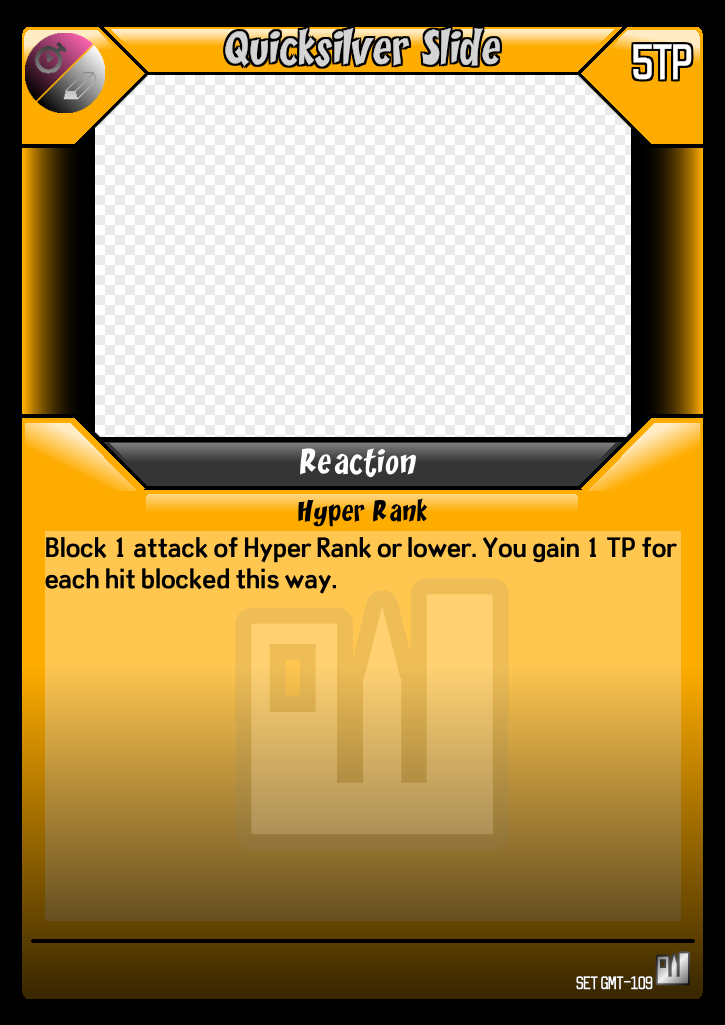 Quicksilver Slide
5TP
Reaction
Hyper Rank
Block 1 attack of Hyper Rank or lower. You gain 1 TP for
each hit blocked this way.
SET GMT-109